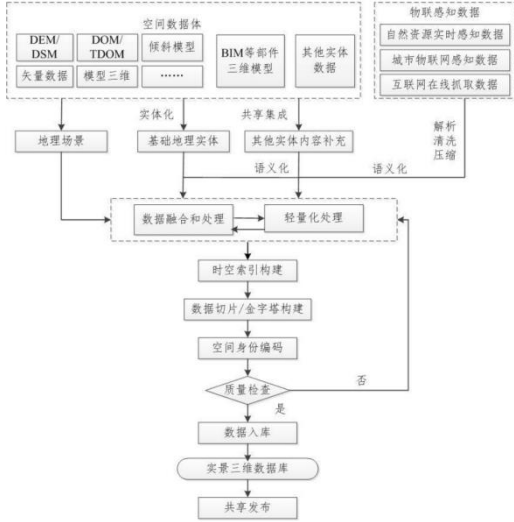 空间数据体
物联感知数据
DEM/
DSM
DOM/
TDOM
倾斜模型
BIM等部件
三维模型
其他实体
数据
矢量数据
模型三维
……
自然资源实时感知数据
城市物联网感知数据
互联网在线抓取数据
实体化
共享集成
解析
清洗
压缩
地理场景
基础地理实体
其他实体内容补充
语义化
语义化
数据融合和处理
轻量化处理
时空索引构建
数据切片/金字塔构建
空间身份编码
质量检查
否
是
数据入库
实景三维数据库
共享发布